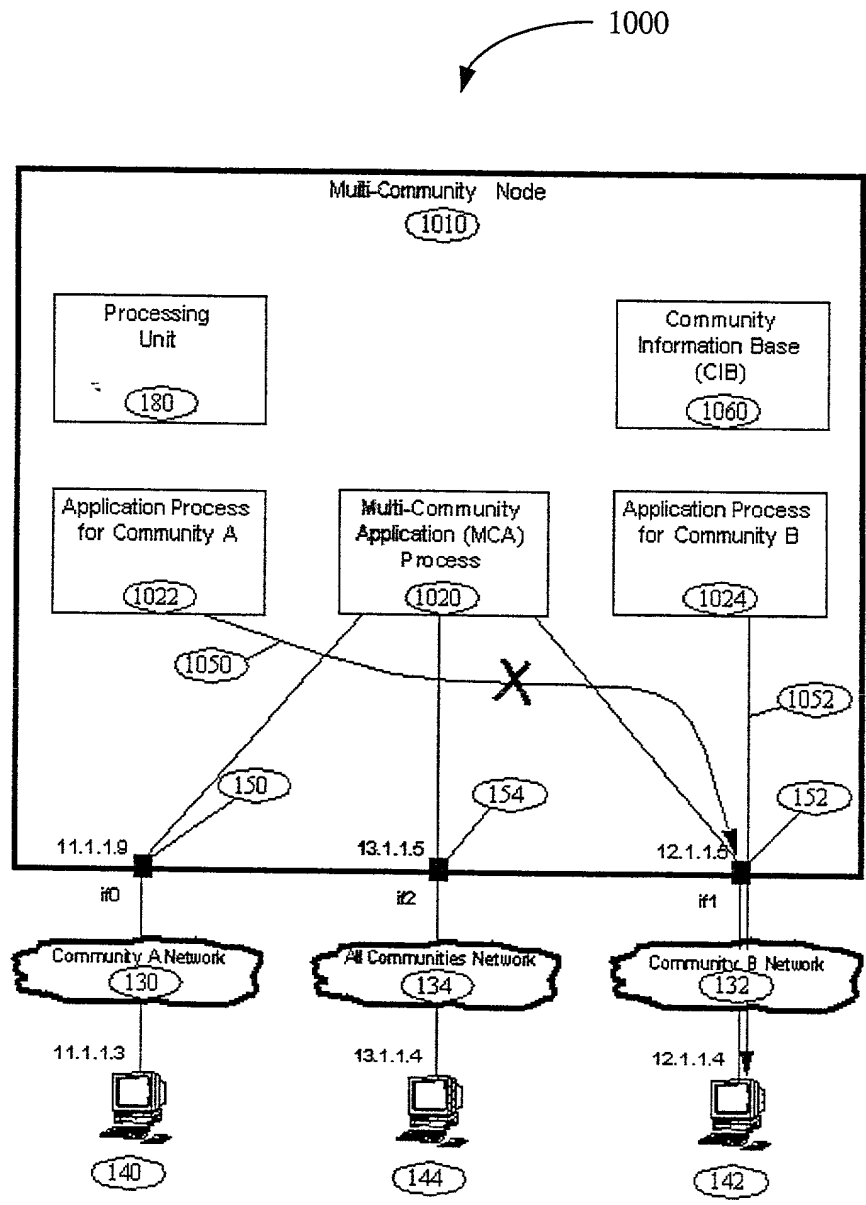 1000
Multi-Community Node
1010
Processing
Unit
180
Community
Information Base
(CIB)
1060
Application Process
for Community A
1022
Multi-Community
Application (MCA)
Process
1020
Application Process
for Community B
1024
1050
1052
150
154
152
11.1.1.9
13.1.1.5
12.1.1.5
if0
if2
if1
Community A Network
130
All Communities Network
134
Community B Network
132
11.1.1.3
13.1.1.4
12.1.1.4
140
144
142